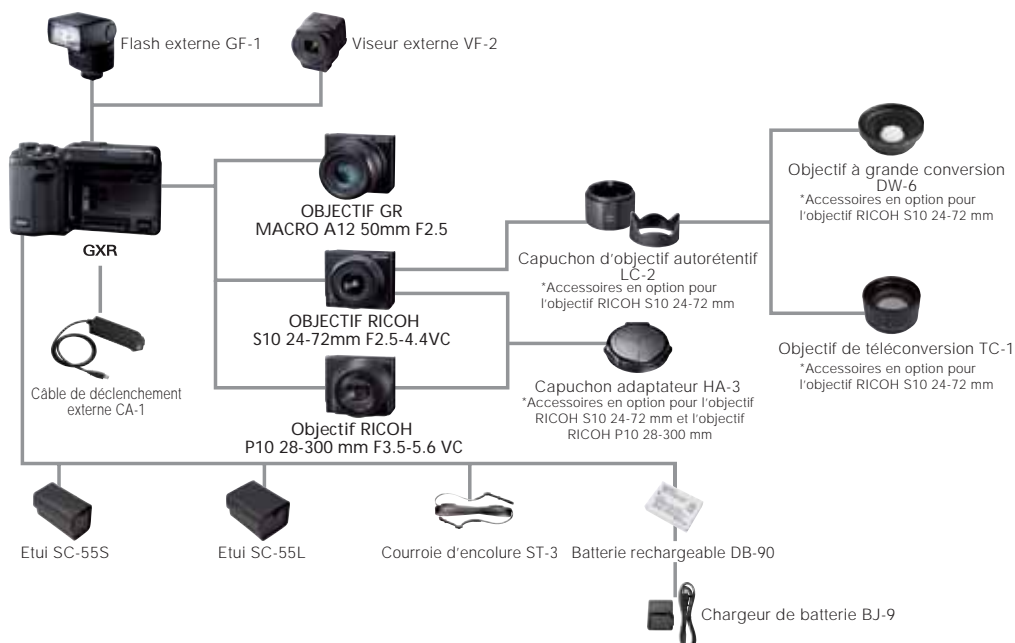 Flash externe GF-1
Viseur externe VF-2
GXR
Câble de déclenchement
externe CA-1
OBJECTIF GR
MACRO A12 50mm F2.5
OBJECTIF RICOH
S10 24-72mm F2.5-4.4VC
Objectif RICOH
P10 28-300 mm F3.5-5.6 VC
Capuchon d'objectif autorétentif
LC-2
*Accessoires en option pour
l'objectif RICOH S10 24-72 mm
Capuchon adaptateur HA-3
*Accessoires en option pour l'objectif
RICOH S10 24-72 mm et l'objectif
RICOH P10 28-300 mm
Objectif à grande conversion
DW-6
*Accessoires en option pour
l'objectif RICOH S10 24-72 mm
Objectif de téléconversion TC-1
*Accessoires en option pour
l'objectif RICOH S10 24-72 mm
Etui SC-55S
Etui SC-55L
Courroie d'encolure ST-3
Batterie rechargeable DB-90
Chargeur de batterie BJ-9